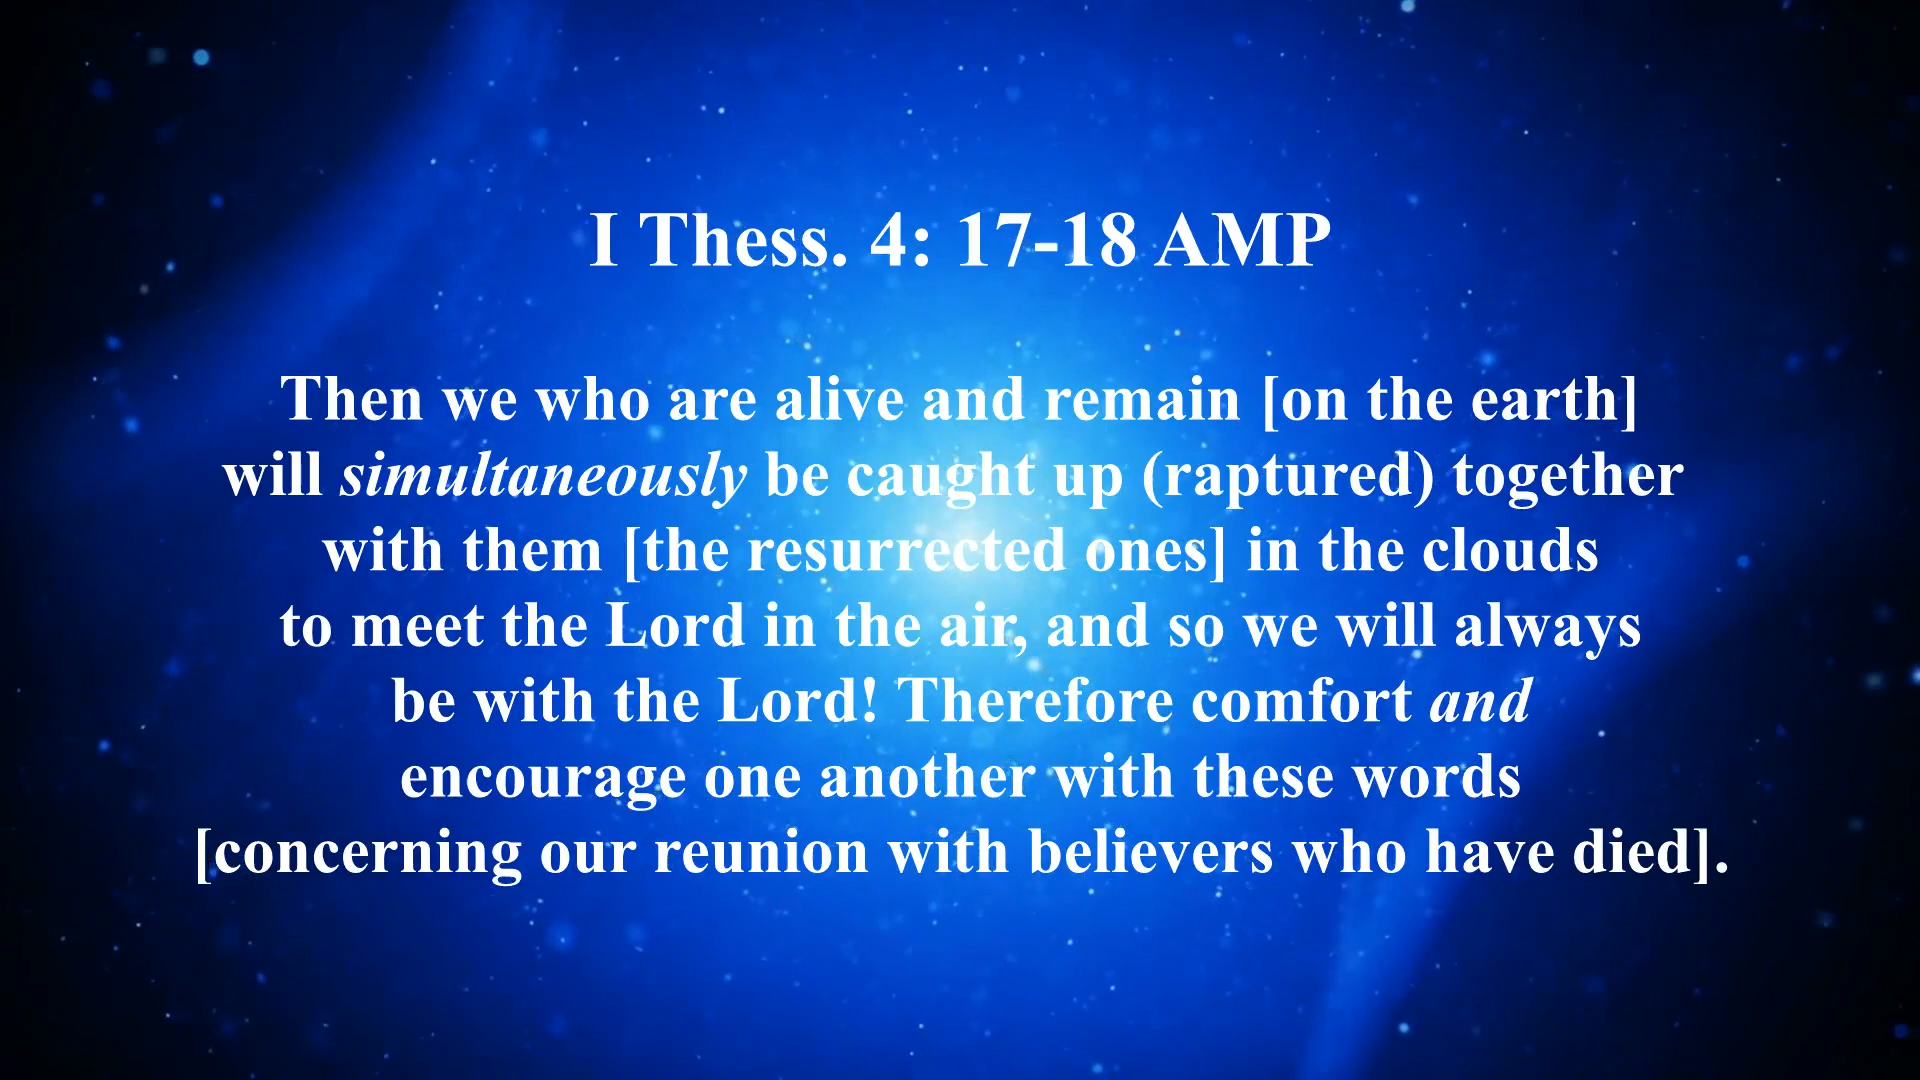 I Thess. 4: 17-18 AMP
Then we who are alive and remain [on the earth]
will simultaneously be caught up (raptured) together
with them [the resurrected ones] in the clouds
to meet the Lord in the air, and so we will always
be with the Lord! Therefore comfort and
encourage one another with these words
[concerning our reunion with believers who have died].